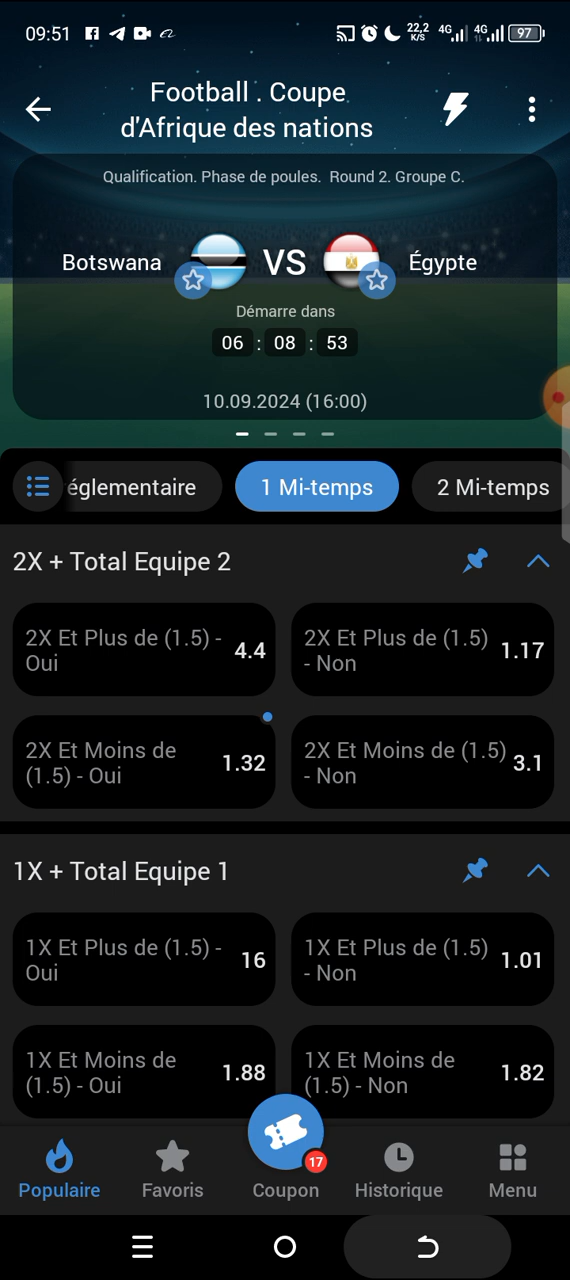 09:51
22,2
K/S
4G
4G
97
Football . Coupe
d'Afrique des nations
Qualification. Phase de poules. Round 2. Groupe C.
Botswana VS Égypte
Démarre dans
06 : 08 : 53
10.09.2024 (16:00)
églementaire
1 Mi-temps
2 Mi-temps
2X + Total Equipe 2
2X Et Plus de (1.5) -
Oui
4.4
2X Et Plus de (1.5)
- Non
1.17
2X Et Moins de
(1.5) - Oui
1.32
2X Et Moins de (1.5)
- Non
3.1
1X + Total Equipe 1
1X Et Plus de (1.5) -
Oui
16
1X Et Plus de (1.5)
- Non
1.01
1X Et Moins de
(1.5) - Oui
1.88
1X Et Moins de
(1.5) - Non
1.82
17
Populaire
Favoris
Coupon
Historique
Menu